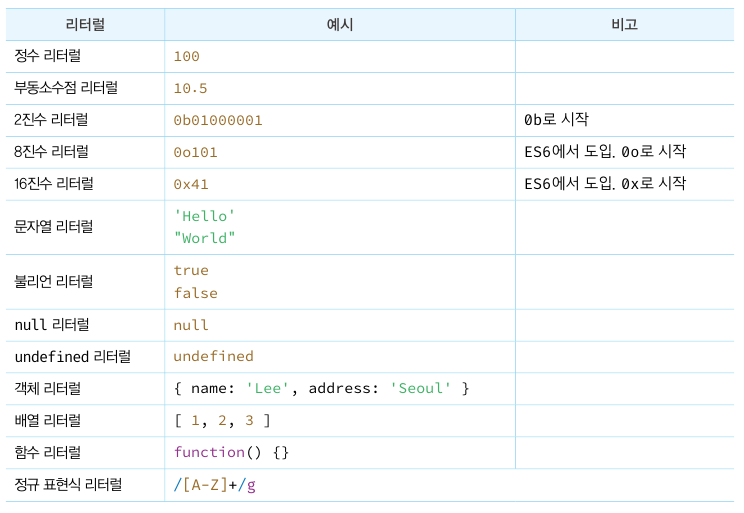 리터럴 예시 비고
정수 리터럴 100
부동소수점 리터럴 10.5
2진수 리터럴 0b01000001 0b로 시작
8진수 리터럴 0o101 ES6에서 도입. 0o로 시작
16진수 리터럴 0x41 ES6에서 도입. 0x로 시작
문자열 리터럴 'Hello'
"World"
불리언 리터럴 true
false
null 리터럴 null
undefined 리터럴 undefined
객체 리터럴 { name: 'Lee', address: 'Seoul' }
배열 리터럴 [ 1, 2, 3 ]
함수 리터럴 function() {}
정규 표현식 리터럴 /[A-Z]+/g